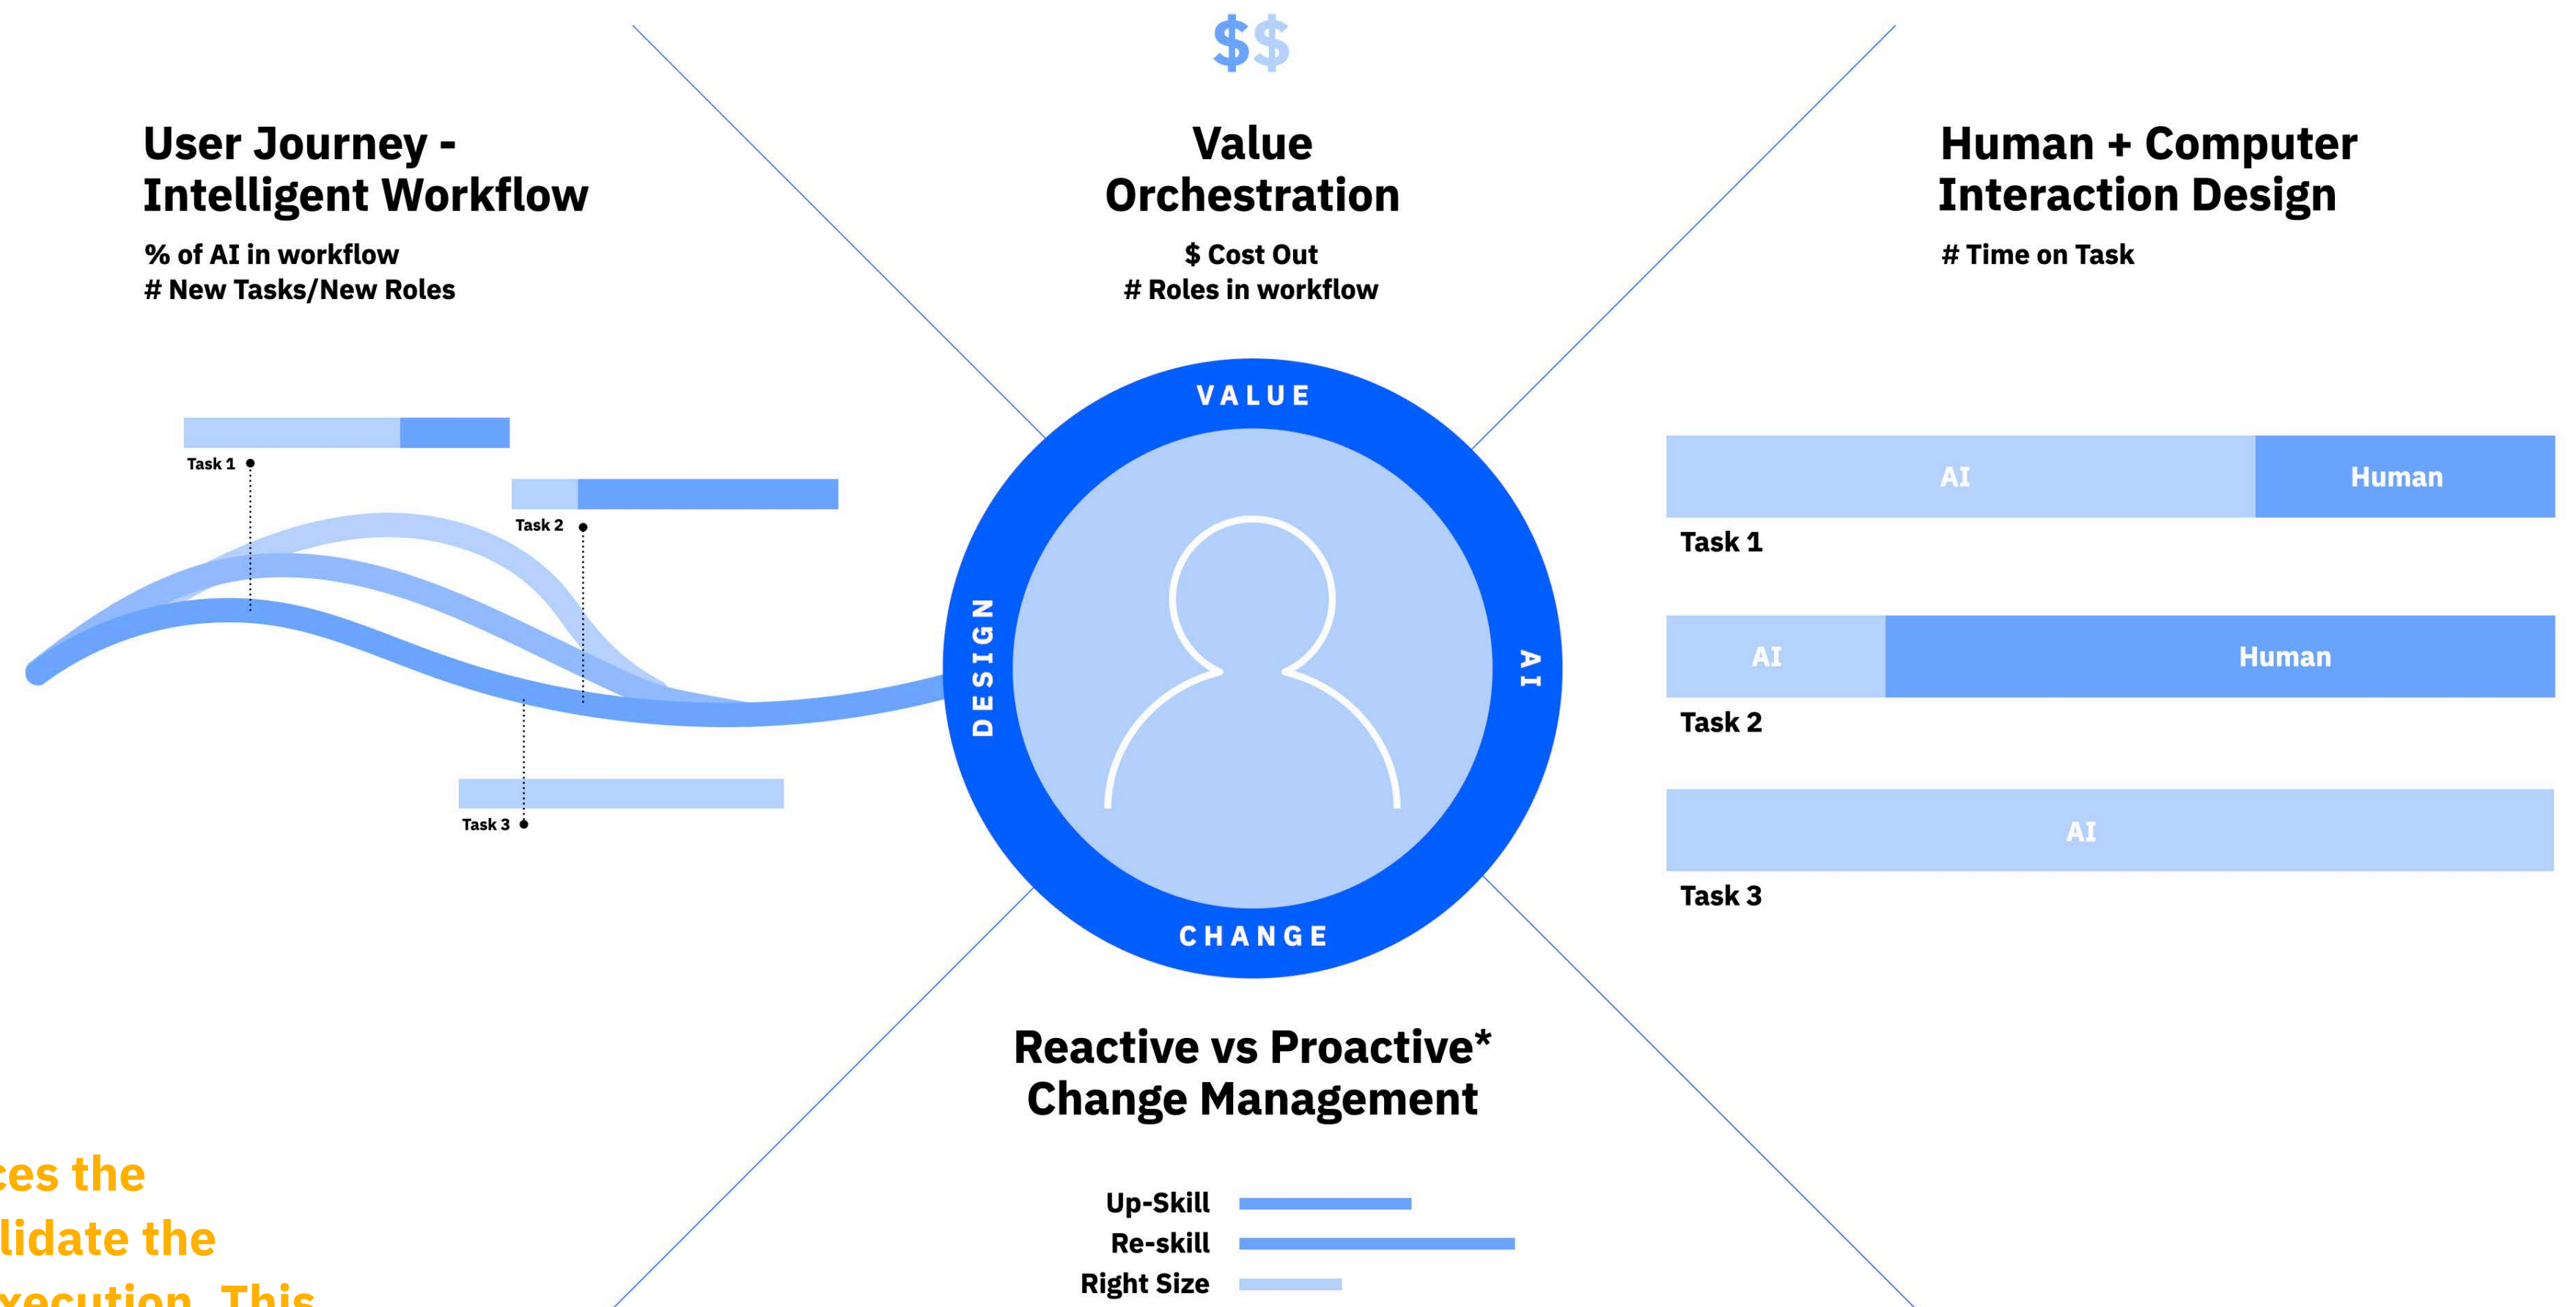 $$
User Journey -
Intelligent Workflow
% of AI in workflow
# New Tasks/New Roles
Value
Orchestration
$ Cost Out
# Roles in workflow
Human + Computer
Interaction Design
# Time on Task
Task 1
Task 2
Task 3
VALUE
DESIGN
AI
CHANGE
AI Human
Task 1
AI Human
Task 2
AI
Task 3
Reactive vs Proactive*
Change Management
Up-Skill
Re-skill
Right Size
the
the
This